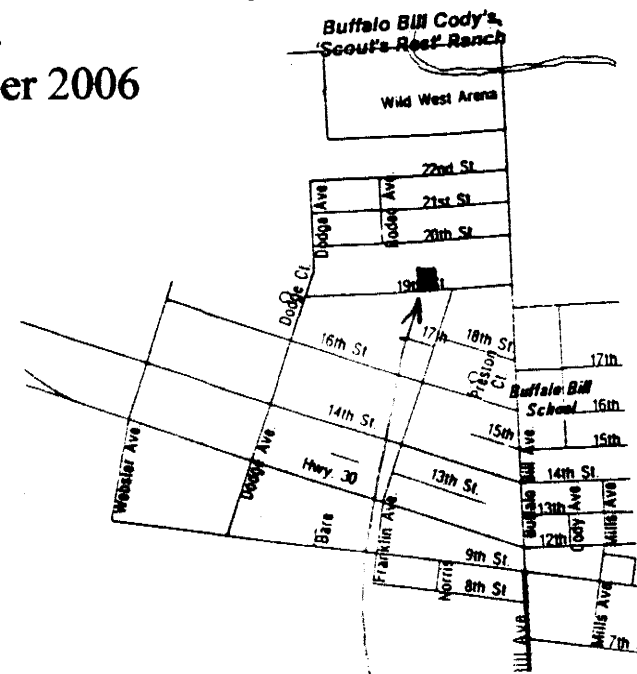 er 2006
Buffalo Bill Cody's
'Scout's Rest' Ranch
Wild West Arena
22nd St.
Dodge Ave.
Rodeo Ave.
21st St.
20th St.
19th St
Dodge Ct.
16th St.
17th
18th St.
Preston Ct.
17th
Buffalo Bill
School
16th
14th St.
15th
15th
Webster Ave.
Dodge Ave.
Hwy. 30
13th St.
Buffalo Bill Ave.
14th St.
13th
Cody Ave
Mills Ave.
12th
Bare
Franklin Ave.
9th St.
Norris
8th St
Bill Ave
Mills Ave.
7th